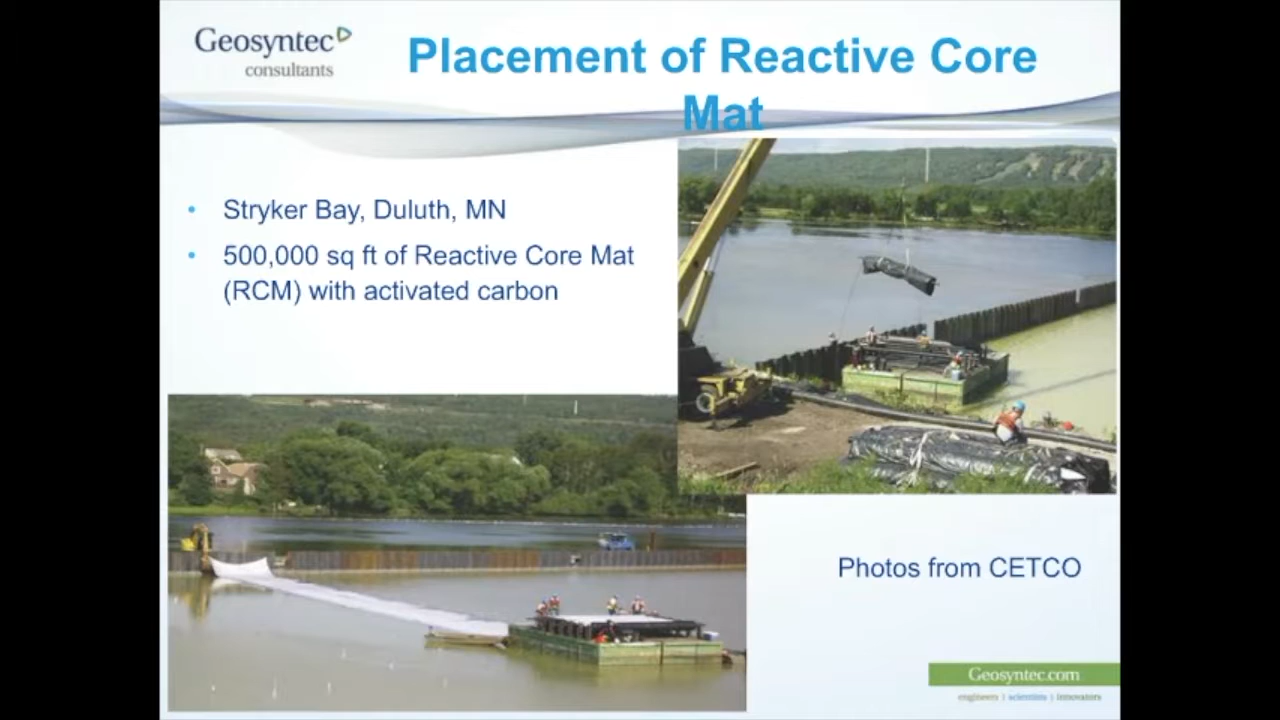 Geosyntec
consultants
Placement of Reactive Core
Mat
• Stryker Bay, Duluth, MN
• 500,000 sq ft of Reactive Core Mat
(RCM) with activated carbon
Photos from CETCO
Geosyntec.com
engineers | scientists | innovators